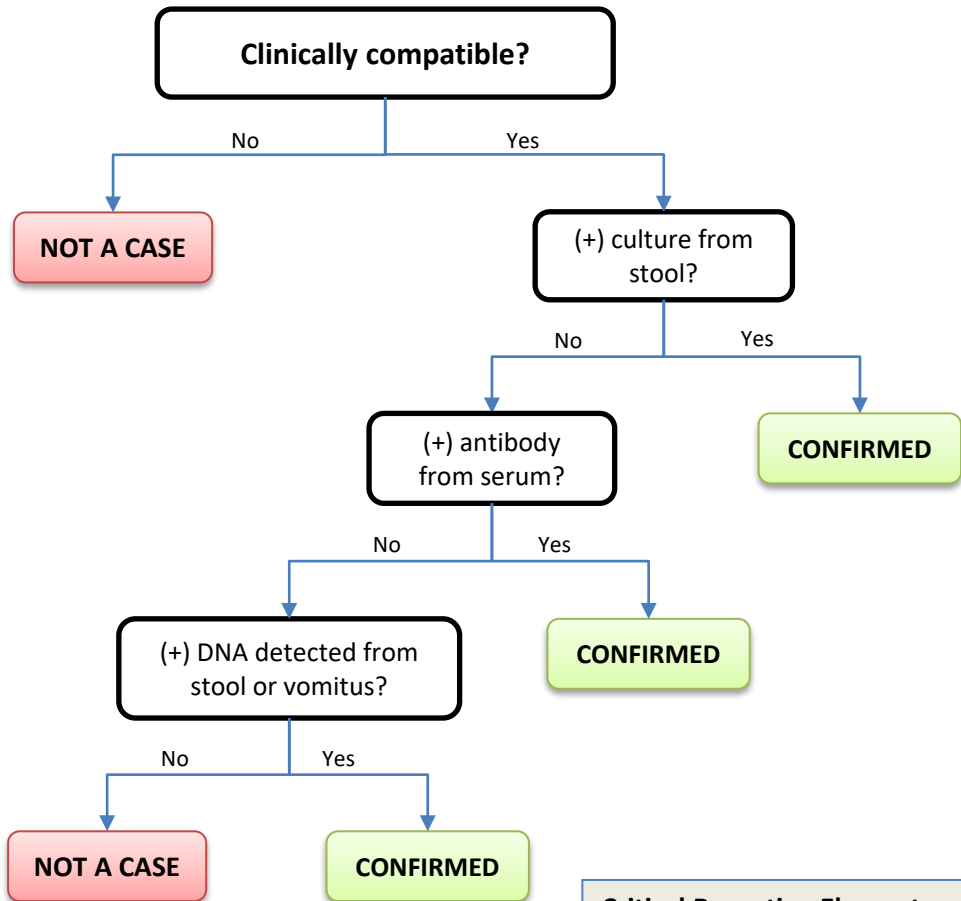 Clinically compatible?
No
Yes
NOT A CASE
(+) culture from
stool?
No
Yes
(+) antibody
from serum?
CONFIRMED
No
Yes
(+) DNA detected from
stool or vomitus?
CONFIRMED
No
Yes
NOT A CASE
CONFIRMED